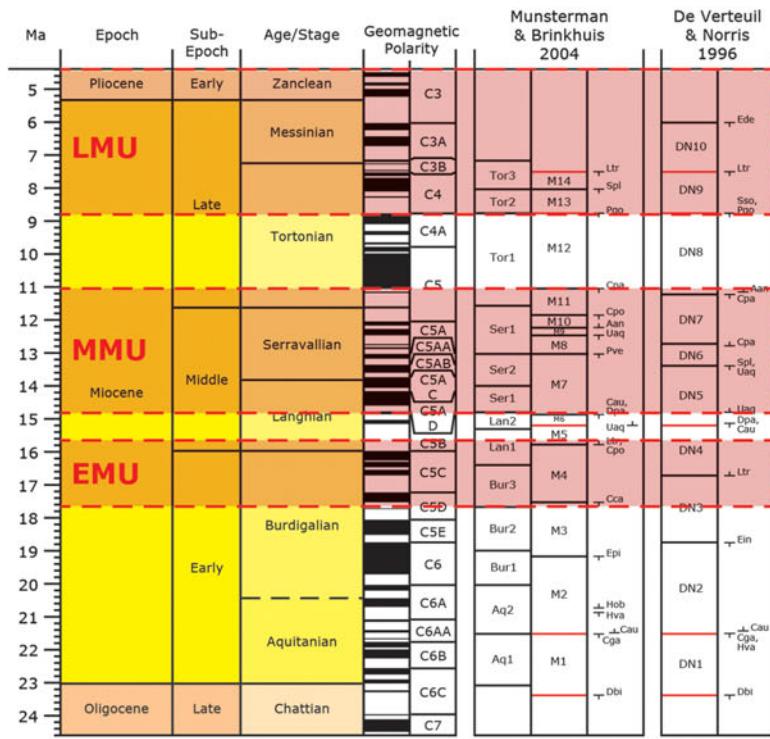 Ma
Epoch
Sub-
Epoch
Age/Stage
Geomagnetic
Polarity
Munsterman
& Brinkhuis
2004
De Verteuil
& Norris
1996
5
6
7
8
9
10
11
12
13
14
15
16
17
18
19
20
21
22
23
24
Pliocene
LMU
MMU
Miocene
EMU
Oligocene
Early
Late
Middle
Early
Late
Zanclean
Messinian
Tortonian
Serravallian
Langhian
Burdigalian
Aquitanian
Chattian
C3
C3A
C3B
C4
C4A
C5
C5A
C5AA
C5AB
C5A
C
C5A
D
C5B
C5C
C5D
C5E
C6
C6A
C6AA
C6B
C6C
C7
Tor3
Tor2
Tor1
Ser1
Ser2
Ser1
Lan2
Lan1
Bur3
Bur2
Bur1
Aq2
Aq1
M14
M13
M12
M11
M10
M9
M8
M7
M6
M5
M4
M3
M2
M1
Ltr
Spl
Pgo
Cpa
Cpo
Aan
Uaq
Pve
Cau,
Dpa
Uaq
Ltr,
Cpo
Cca
Epi
Hob
Hva
Cau
Cga
Dbi
DN10
DN9
DN8
DN7
DN6
DN5
DN4
DN3
DN2
DN1
Ede
Ltr
Sso,
Pgo
Aan
Cpa
Cpa
Spl,
Uaq
Uaq
Dpa,
Cau
Ltr
Ein
Cau
Cga,
Hva
Dbi